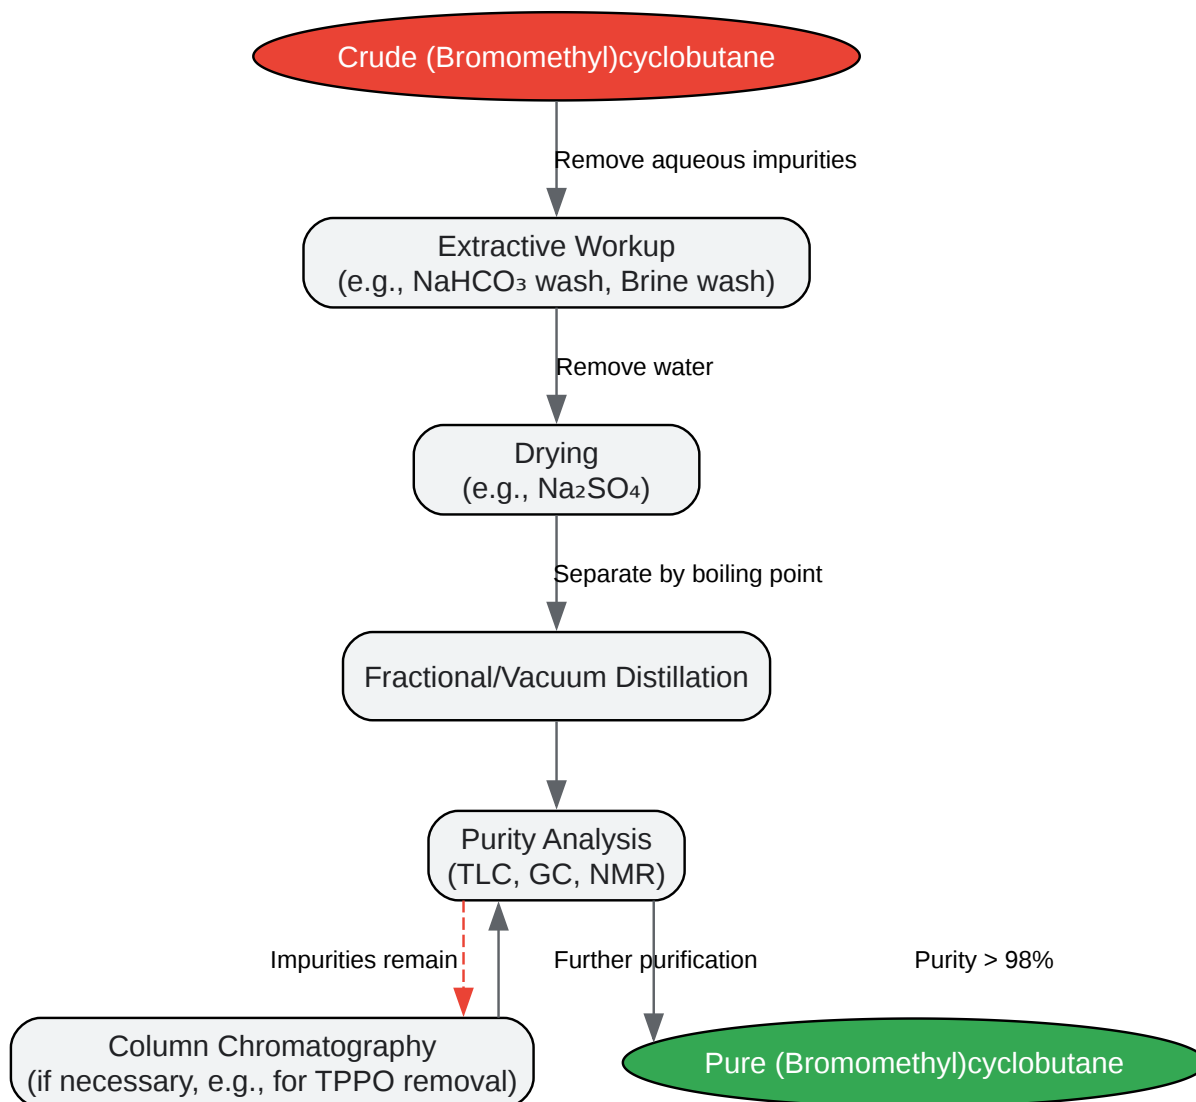 Crude (Bromomethyl)cyclobutane
Remove aqueous impurities
Extractive Workup
(e.g., NaHCO₃ wash, Brine wash)
Remove water
Drying
(e.g., Na₂SO₄)
Separate by boiling point
Fractional/Vacuum Distillation
Purity Analysis
(TLC, GC, NMR)
Impurities remain
Further purification
Purity > 98%
Column Chromatography
(if necessary, e.g., for TPPO removal)
Pure (Bromomethyl)cyclobutane